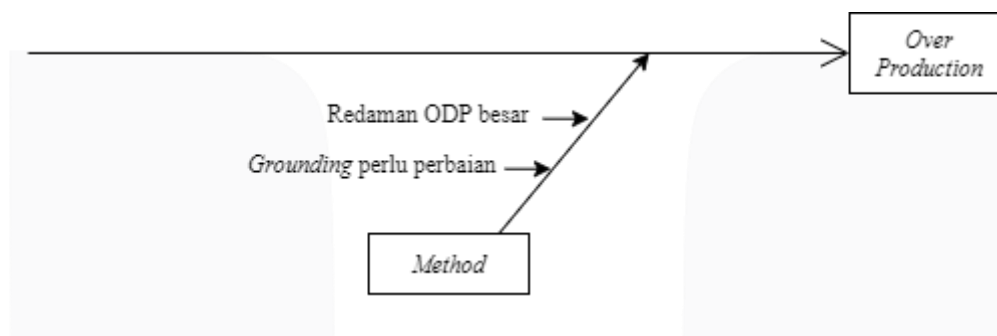 Over
Production
Redaman ODP besar
Grounding perlu perbaian
Method